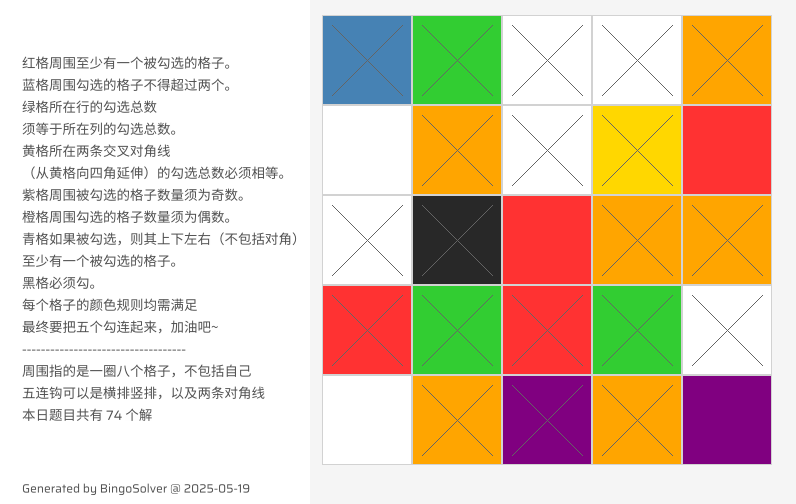 红格周围至少有一个被勾选的格子。
蓝格周围勾选的格子不得超过两个。
绿格所在行的勾选总数
须等于所在列的勾选总数。
黄格所在两条交叉对角线
（从黄格向四角延伸）的勾选总数必须相等。
紫格周围被勾选的格子数量须为奇数。
橙格周围勾选的格子数量须为偶数。
青格如果被勾选，则其上下左右（不包括对角）
至少有一个被勾选的格子。
黑格必须勾。
每个格子的颜色规则均需满足
最终要把五个勾连起来，加油吧~
-----------------------------------
周围指的是一圈八个格子，不包括自己
五连钩可以是横排竖排，以及两条对角线
本日题目共有 74 个解
Generated by BingoSolver @ 2025-05-19